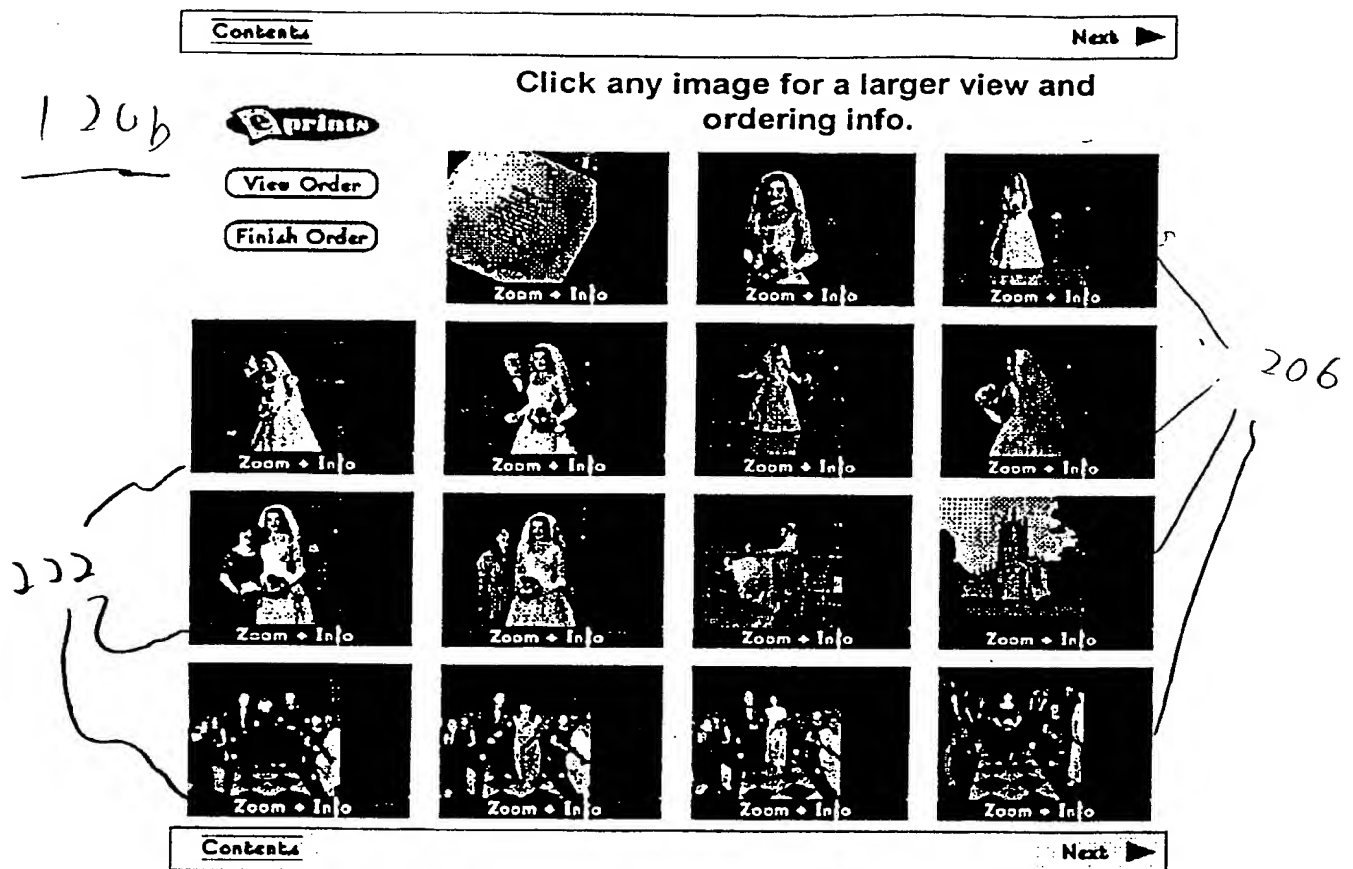 Contents Next
Click any image for a larger view and
ordering info.
120b
e prints
View Order
Finish Order
Zoom + Info Zoom + Info Zoom + Info
Zoom + Info Zoom + Info Zoom + Info Zoom + Info
206
Zoom + Info Zoom + Info Zoom + Info Zoom + Info
222
Zoom + Info Zoom + Info Zoom + Info Zoom + Info
Contents Next